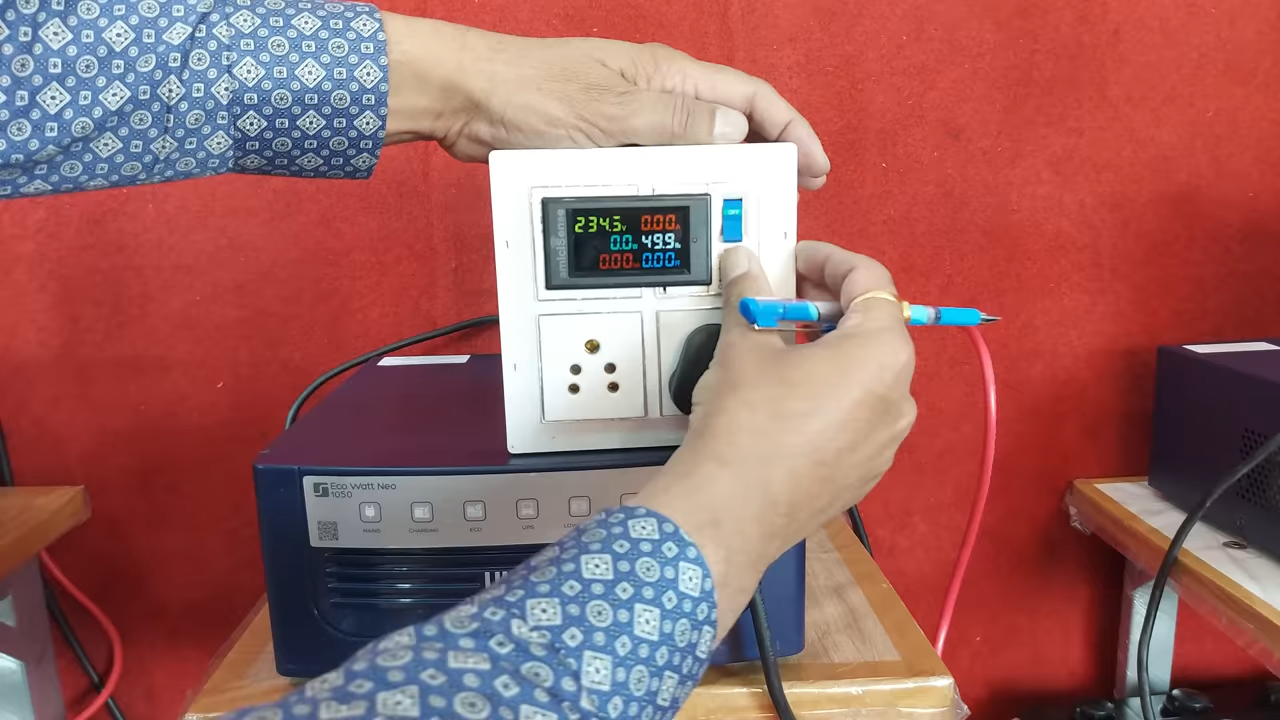 OFF
amiciSense
234.5V 0.00A
0.0W 49.9Hz
0.00 0.00
Eco Watt Neo
1050
MAINS CHARGING ECO UPS